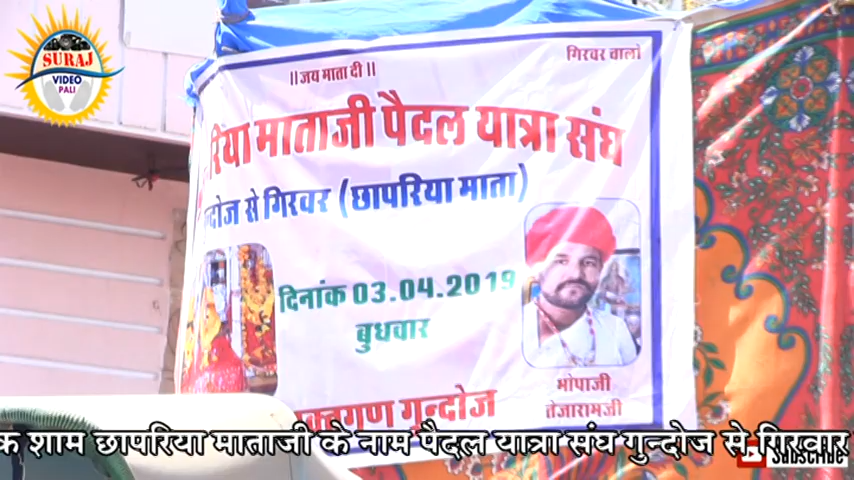 SURAJ
VIDEO
PALI
गिरवर वालो
॥ जय माता दी ॥
माताजी पैदल यात्रा संघ
से गिरवर (छापरिया माता)
दिनांक 03.04.2019
बुधवार
गुन्दोज
भोपाजी
तेजारामजी
शाम छापरिया माताजी के नाम पैदल यात्रा संघ गुन्दोज से गिरवार
Subscribe